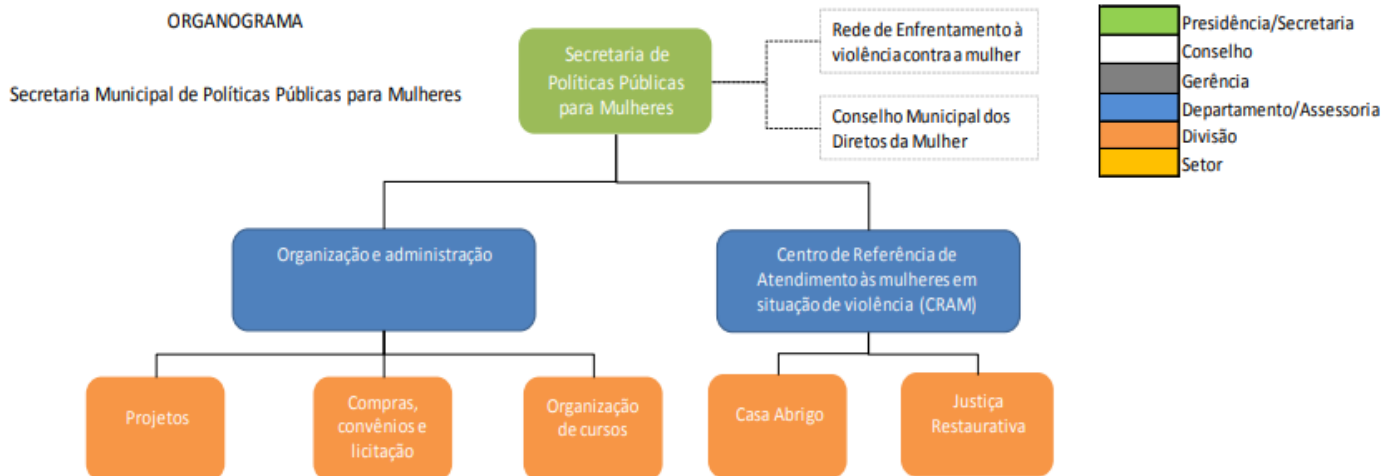 ORGANOGRAMA
Secretaria Municipal de Políticas Públicas para Mulheres
Secretaria de
Políticas Públicas
para Mulheres
Rede de Enfrentamento à
violência contra a mulher
Conselho Municipal dos
Diretos da Mulher
Presidência/Secretaria
Conselho
Gerência
Departamento/Assessoria
Divisão
Setor
Organização e administração
Centro de Referência de
Atendimento às mulheres em
situação de violência (CRAM)
Projetos
Compras,
convênios e
licitação
Organização
de cursos
Casa Abrigo
Justiça
Restaurativa